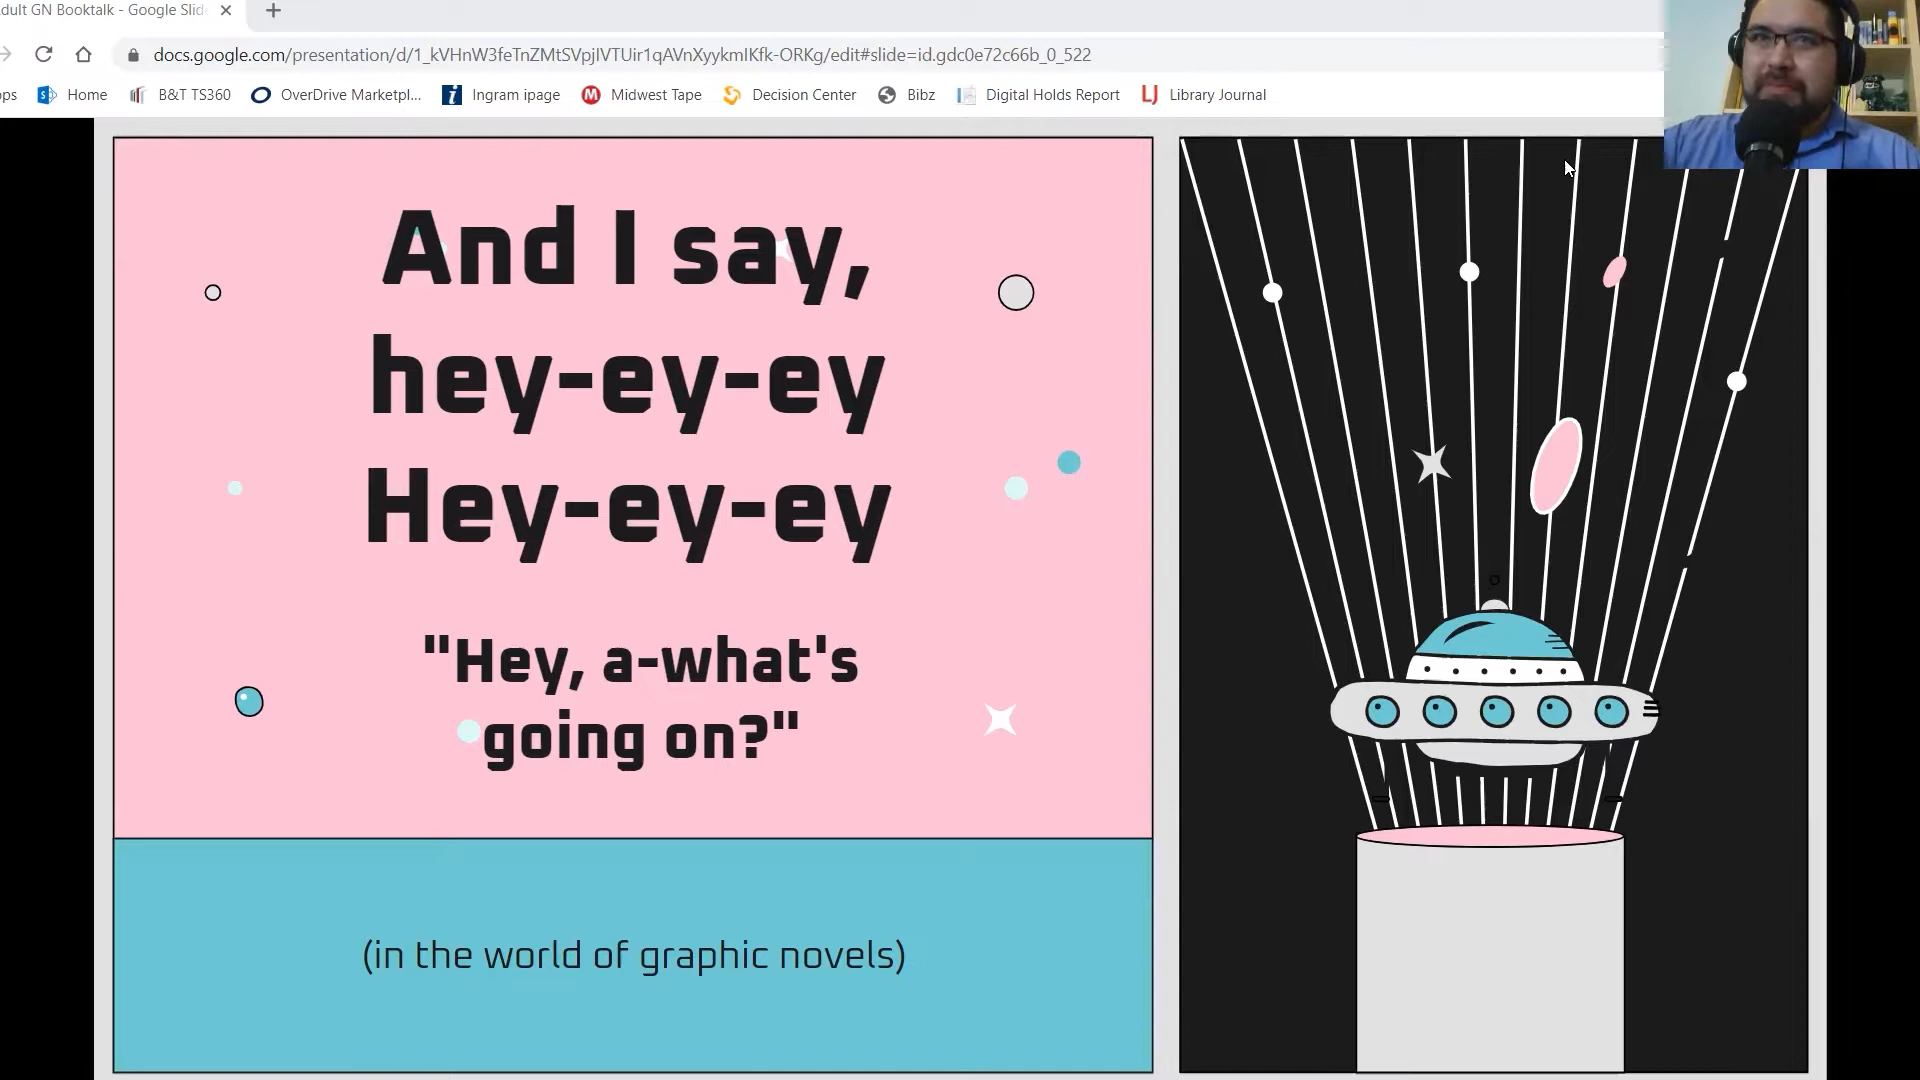 dult GN Booktalk - Google Slid
docs.google.com/presentation/d/1_kVHnW3feTnZMtSVpjlVTUir1qAVnXyykmlKfk-ORKg/edit#slide=id.gdc0e72c66b_0_522
ps Home B&T TS360 OverDrive Marketpl... Ingram ipage Midwest Tape Decision Center Bibz Digital Holds Report LJ Library Journal
And I say,
hey-ey-ey
Hey-ey-ey
"Hey, a-what's
going on?"
(in the world of graphic novels)